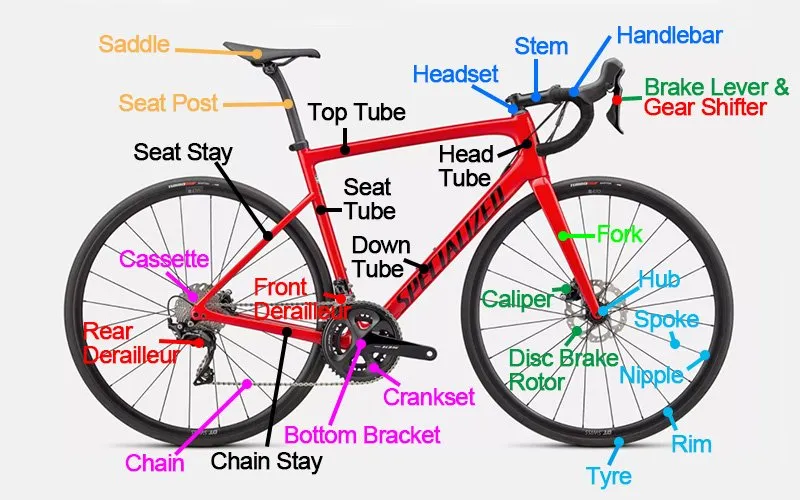 Saddle
Stem
Handlebar
Headset
Seat Post
Brake Lever &
Gear Shifter
Top Tube
Seat Stay
Head
Tube
Seat
Tube
SPECIALIZED
Fork
Down
Tube
Cassette
Front
Derailleur
Hub
Caliper
Spoke
Rear
Derailleur
Disc Brake
Rotor
Nipple
Crankset
Bottom Bracket
Rim
Chain
Chain Stay
Tyre